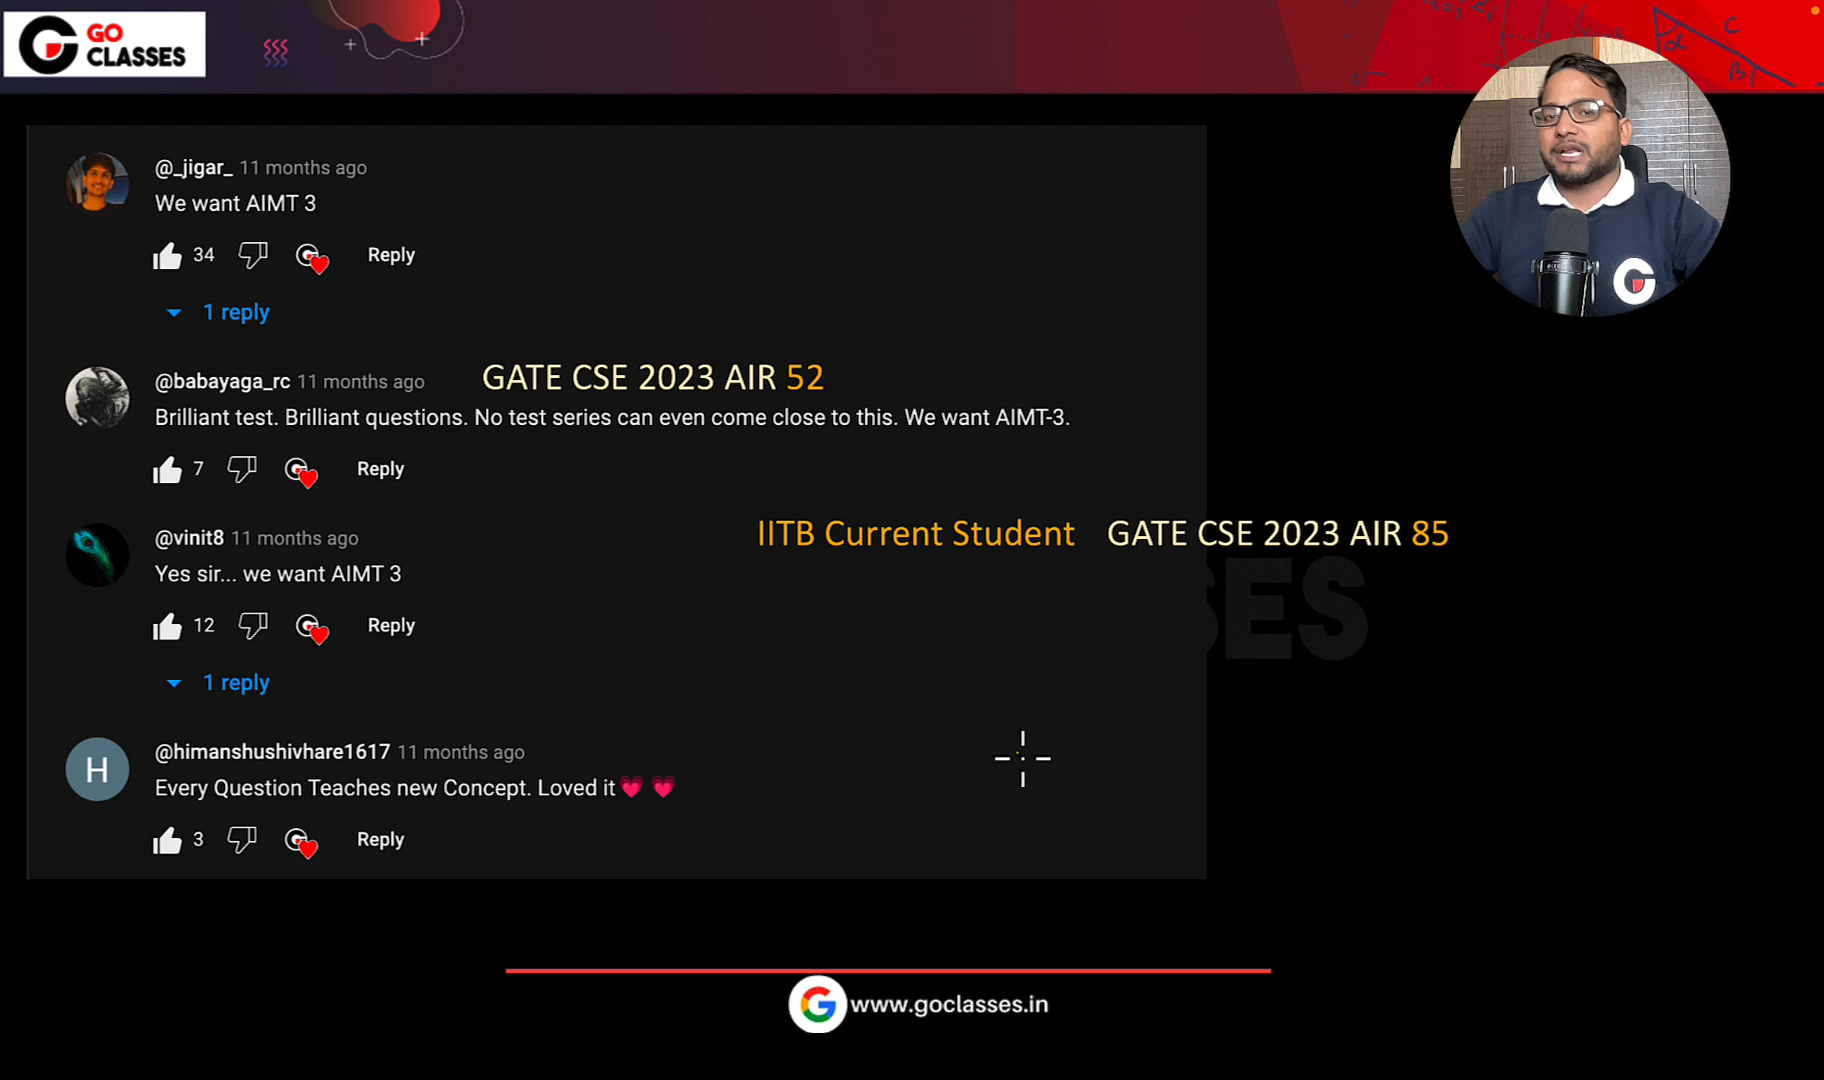 GO
CLASSES
@_jigar_ 11 months ago
We want AIMT 3
34 Reply
1 reply
@babayaga_rc 11 months ago GATE CSE 2023 AIR 52
Brilliant test. Brilliant questions. No test series can even come close to this. We want AIMT-3.
7 Reply
@vinit8 11 months ago IITB Current Student GATE CSE 2023 AIR 85
Yes sir... we want AIMT 3
12 Reply
1 reply
SES
@himanshushivhare1617 11 months ago
H
Every Question Teaches new Concept. Loved it💗 💗
3 Reply
www.goclasses.in